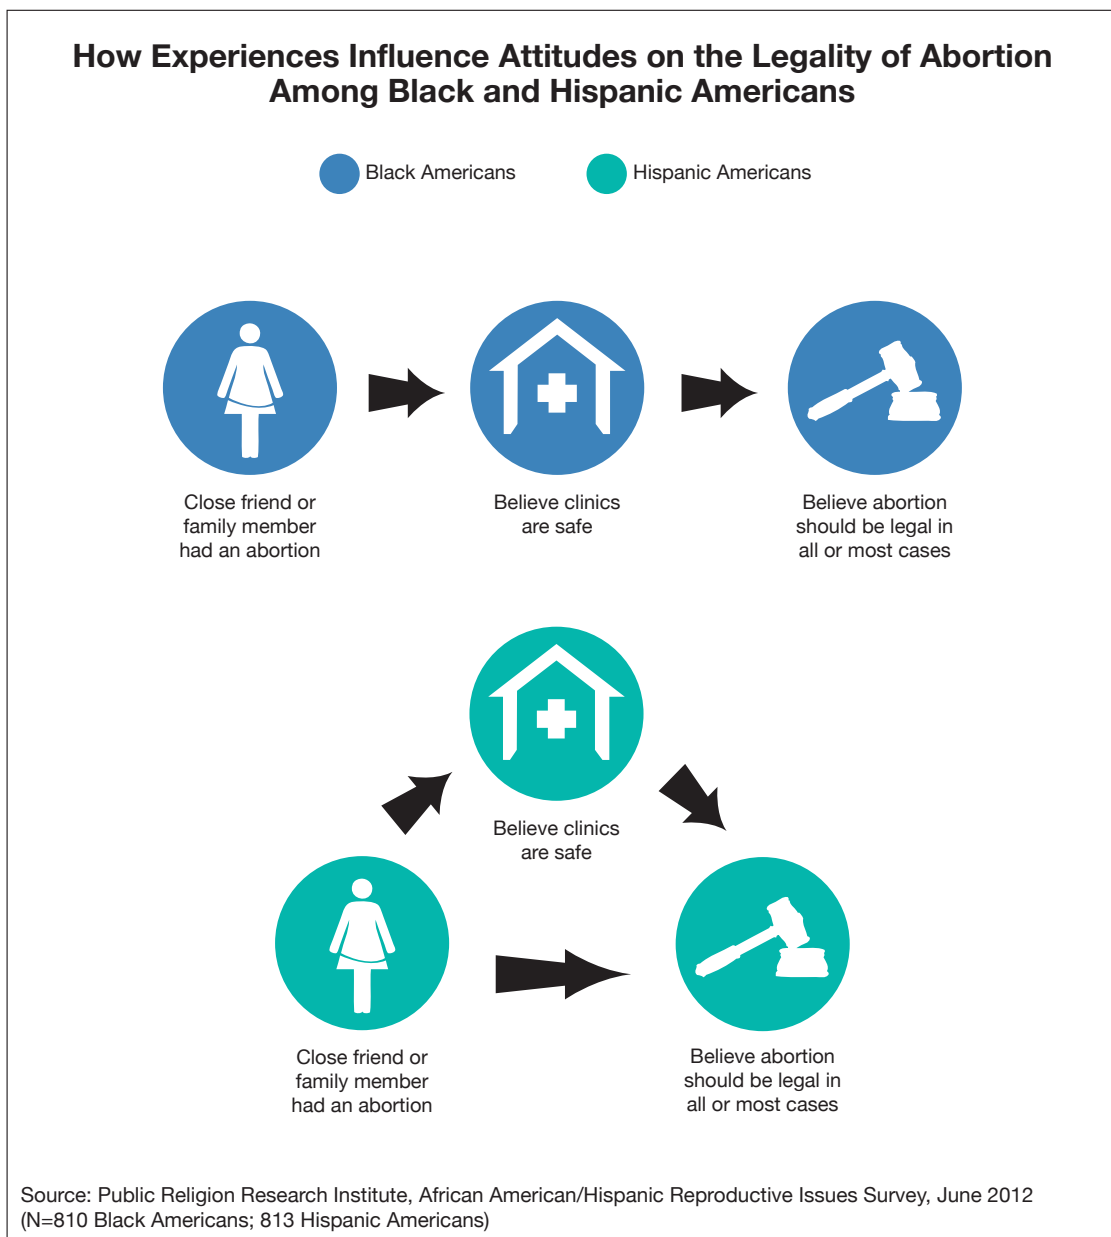 How Experiences Influence Attitudes on the Legality of Abortion
Among Black and Hispanic Americans
Black Americans
Hispanic Americans
Close friend or
family member
had an abortion
Believe clinics
are safe
Believe abortion
should be legal in
all or most cases
Believe clinics
are safe
Close friend or
family member
had an abortion
Believe abortion
should be legal in
all or most cases
Source: Public Religion Research Institute, African American/Hispanic Reproductive Issues Survey, June 2012
(N=810 Black Americans; 813 Hispanic Americans)